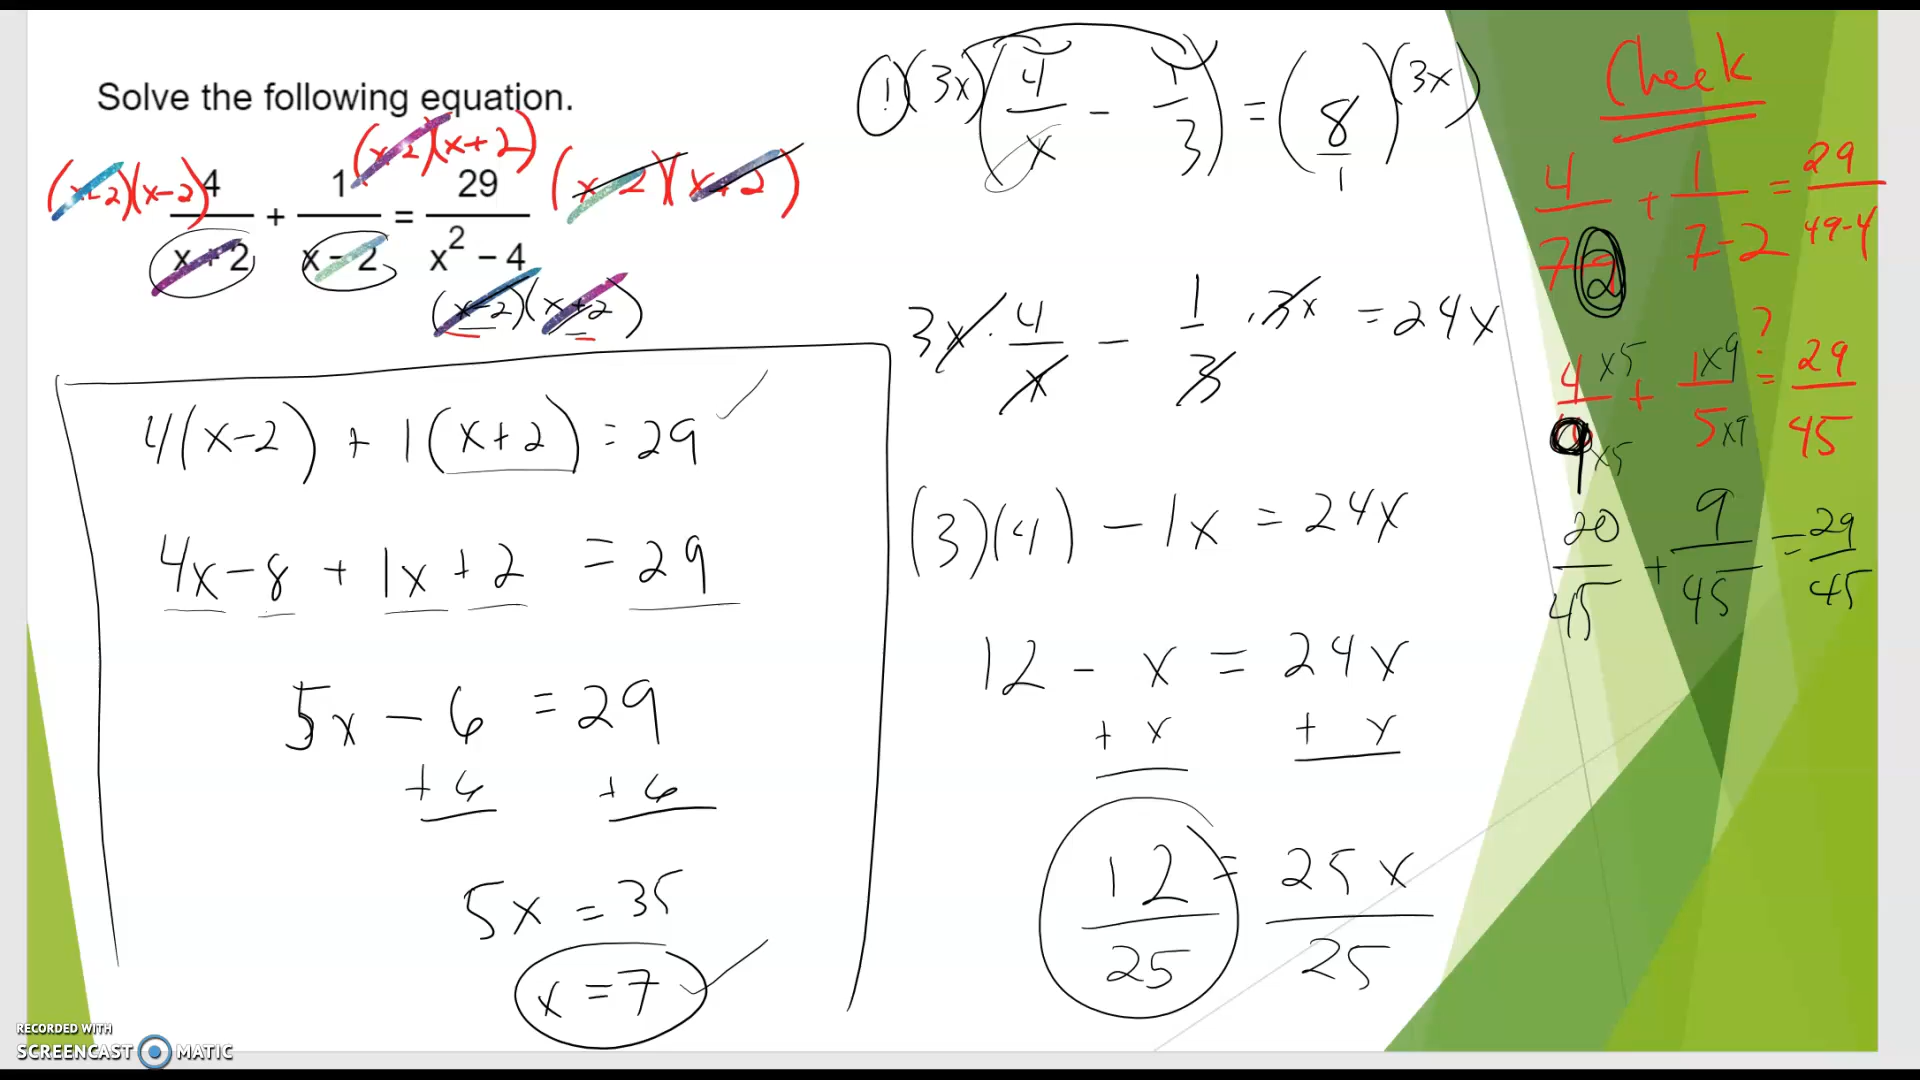 Solve the following equation.
(x+2)(x-2) 4/(x+2) + (x-2)(x+2) 1/(x-2) = 29/(x² - 4) (x-2)(x+2)
(x-2)(x+2)
4(x-2) + 1(x+2) = 29
4x - 8 + 1x + 2 = 29
5x - 6 = 29
+6 +6
5x = 35
x = 7
1) (3x)(4/x - 1/3) = (8/1)(3x)
3x · 4/x - 1/3 · 3x = 24x
(3)(4) - 1x = 24x
12 - x = 24x
+ x + x
12/25 = 25x/25
Check
4/(7+2) + 1/(7-2) = 29/(49-4)
?
4/9 x5 x5 + 1/5 x9 x9 = 29/45
20/45 + 9/45 = 29/45
RECORDED WITH
SCREENCAST MATIC